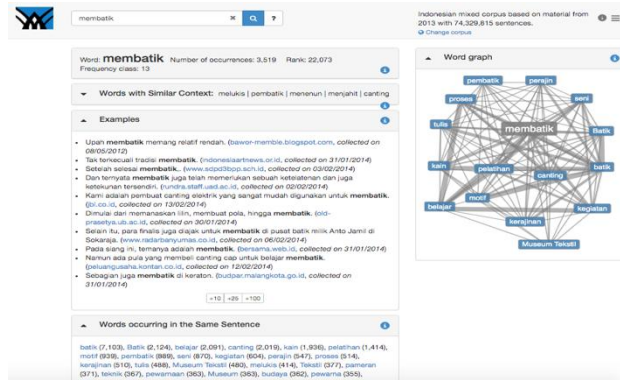 membatik
×
?
Indonesian mixed corpus based on material from
2013 with 74,329,815 sentences.
Change corpus
Word: membatik Number of occurrences: 3,519 Rank: 22,073
Frequency class: 13
Words with Similar Context: melukis | pembatik | menenun | menjahit | canting
Examples
Upah membatik memang relatif rendah. (bawor-memble.blogspot.com, collected on
08/05/2012)
Tak terkecuali tradisi membatik. (indonesiaartnews.or.id, collected on 31/01/2014)
Setelah selesai membatik,. (www.sdpd3bpp.sch.id, collected on 03/02/2014)
Dan ternyata membatik juga telah memerlukan sebuah ketelatenan dan juga
ketekunan tersendiri. (rundra.staff.uad.ac.id, collected on 02/02/2014)
Kami adalah pembuat canting elektrik yang sangat mudah digunakan untuk membatik.
(jbi.co.id, collected on 13/02/2014)
Dimulai dari memanaskan lilin, membuat pola, hingga membatik. (old-
prasetya.ub.ac.id, collected on 30/01/2014)
Selain itu, para finalis juga diajak untuk membatik di pusat batik milik Anto Jamil di
Sokaraja. (www.radarbanyumas.co.id, collected on 06/02/2014)
Pada siang ini, temanya adalah membatik. (bersama.web.id, collected on 31/01/2014)
Namun ada pula yang membeli canting cap untuk belajar membatik.
(peluangusaha.kontan.co.id, collected on 12/02/2014)
Sebagian juga membatik di keraton. (budpar.malangkota.go.id, collected on
31/01/2014)
+10 +25 +100
Words occurring in the Same Sentence
batik (7,103), Batik (2,124), belajar (2,091), canting (2,019), kain (1,936), pelatihan (1,414),
motif (939), pembatik (889), seni (870), kegiatan (604), perajin (547), proses (514),
kerajinan (510), tulis (488), Museum Tekstil (480), melukis (414), Tekstil (377), pameran
(371), teknik (367), pewarnaan (363), Museum (363), budaya (362), pewarna (355),
Word graph
pembatik
perajin
proses
seni
tulis
membatik
Batik
kain
pelatihan
canting
batik
motif
belajar
kegiatan
kerajinan
Museum Tekstil